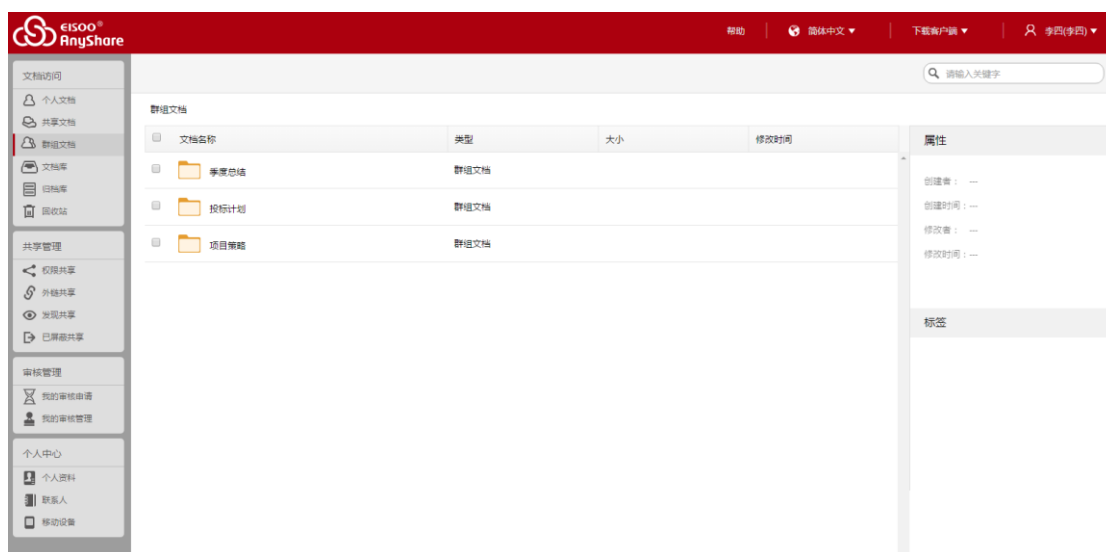 EISOO®
AnyShare
帮助
简体中文 ▼
下载客户端 ▼
李四(李四) ▼
文档访问
个人文档
共享文档
群组文档
文档库
归档库
回收站
共享管理
权限共享
外链共享
发现共享
已屏蔽共享
审核管理
我的审核申请
我的审核管理
个人中心
个人资料
联系人
移动设备
请输入关键字
群组文档
文档名称 类型 大小 修改时间
季度总结 群组文档
投标计划 群组文档
项目策略 群组文档
属性
创建者： ---
创建时间：---
修改者： ---
修改时间：---
标签